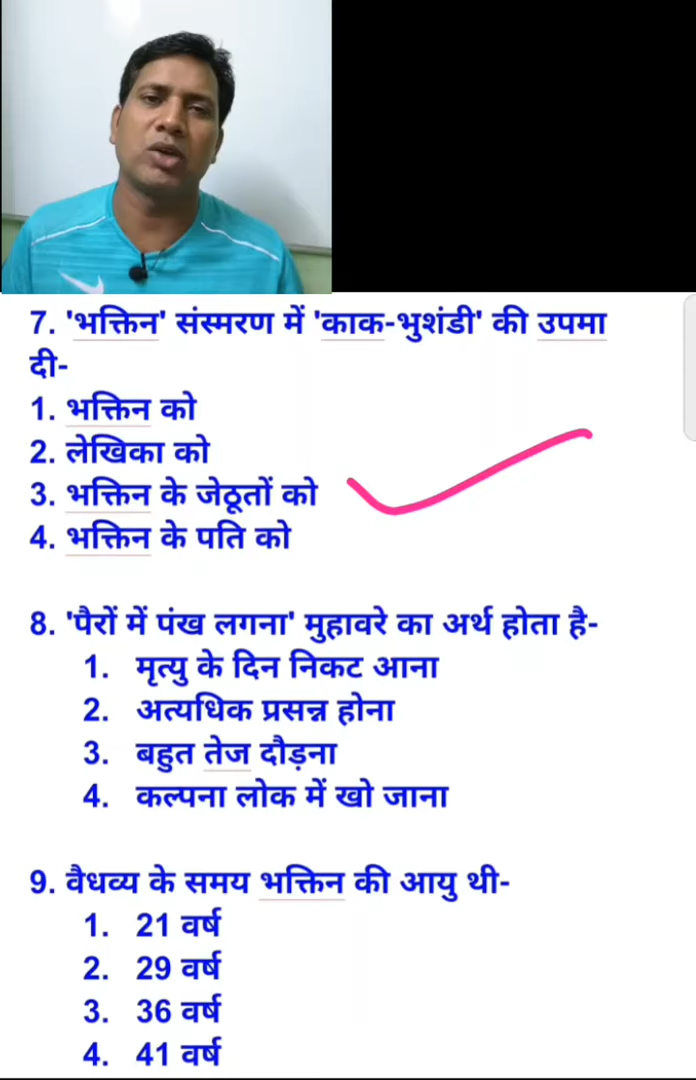 7. 'भक्तिन' संस्मरण में 'काक-भुशंडी' की उपमा
दी-
1. भक्तिन को
2. लेखिका को
3. भक्तिन के जेठूतों को
4. भक्तिन के पति को
8. 'पैरों में पंख लगना' मुहावरे का अर्थ होता है-
1. मृत्यु के दिन निकट आना
2. अत्यधिक प्रसन्न होना
3. बहुत तेज दौड़ना
4. कल्पना लोक में खो जाना
9. वैधव्य के समय भक्तिन की आयु थी-
1. 21 वर्ष
2. 29 वर्ष
3. 36 वर्ष
4. 41 वर्ष